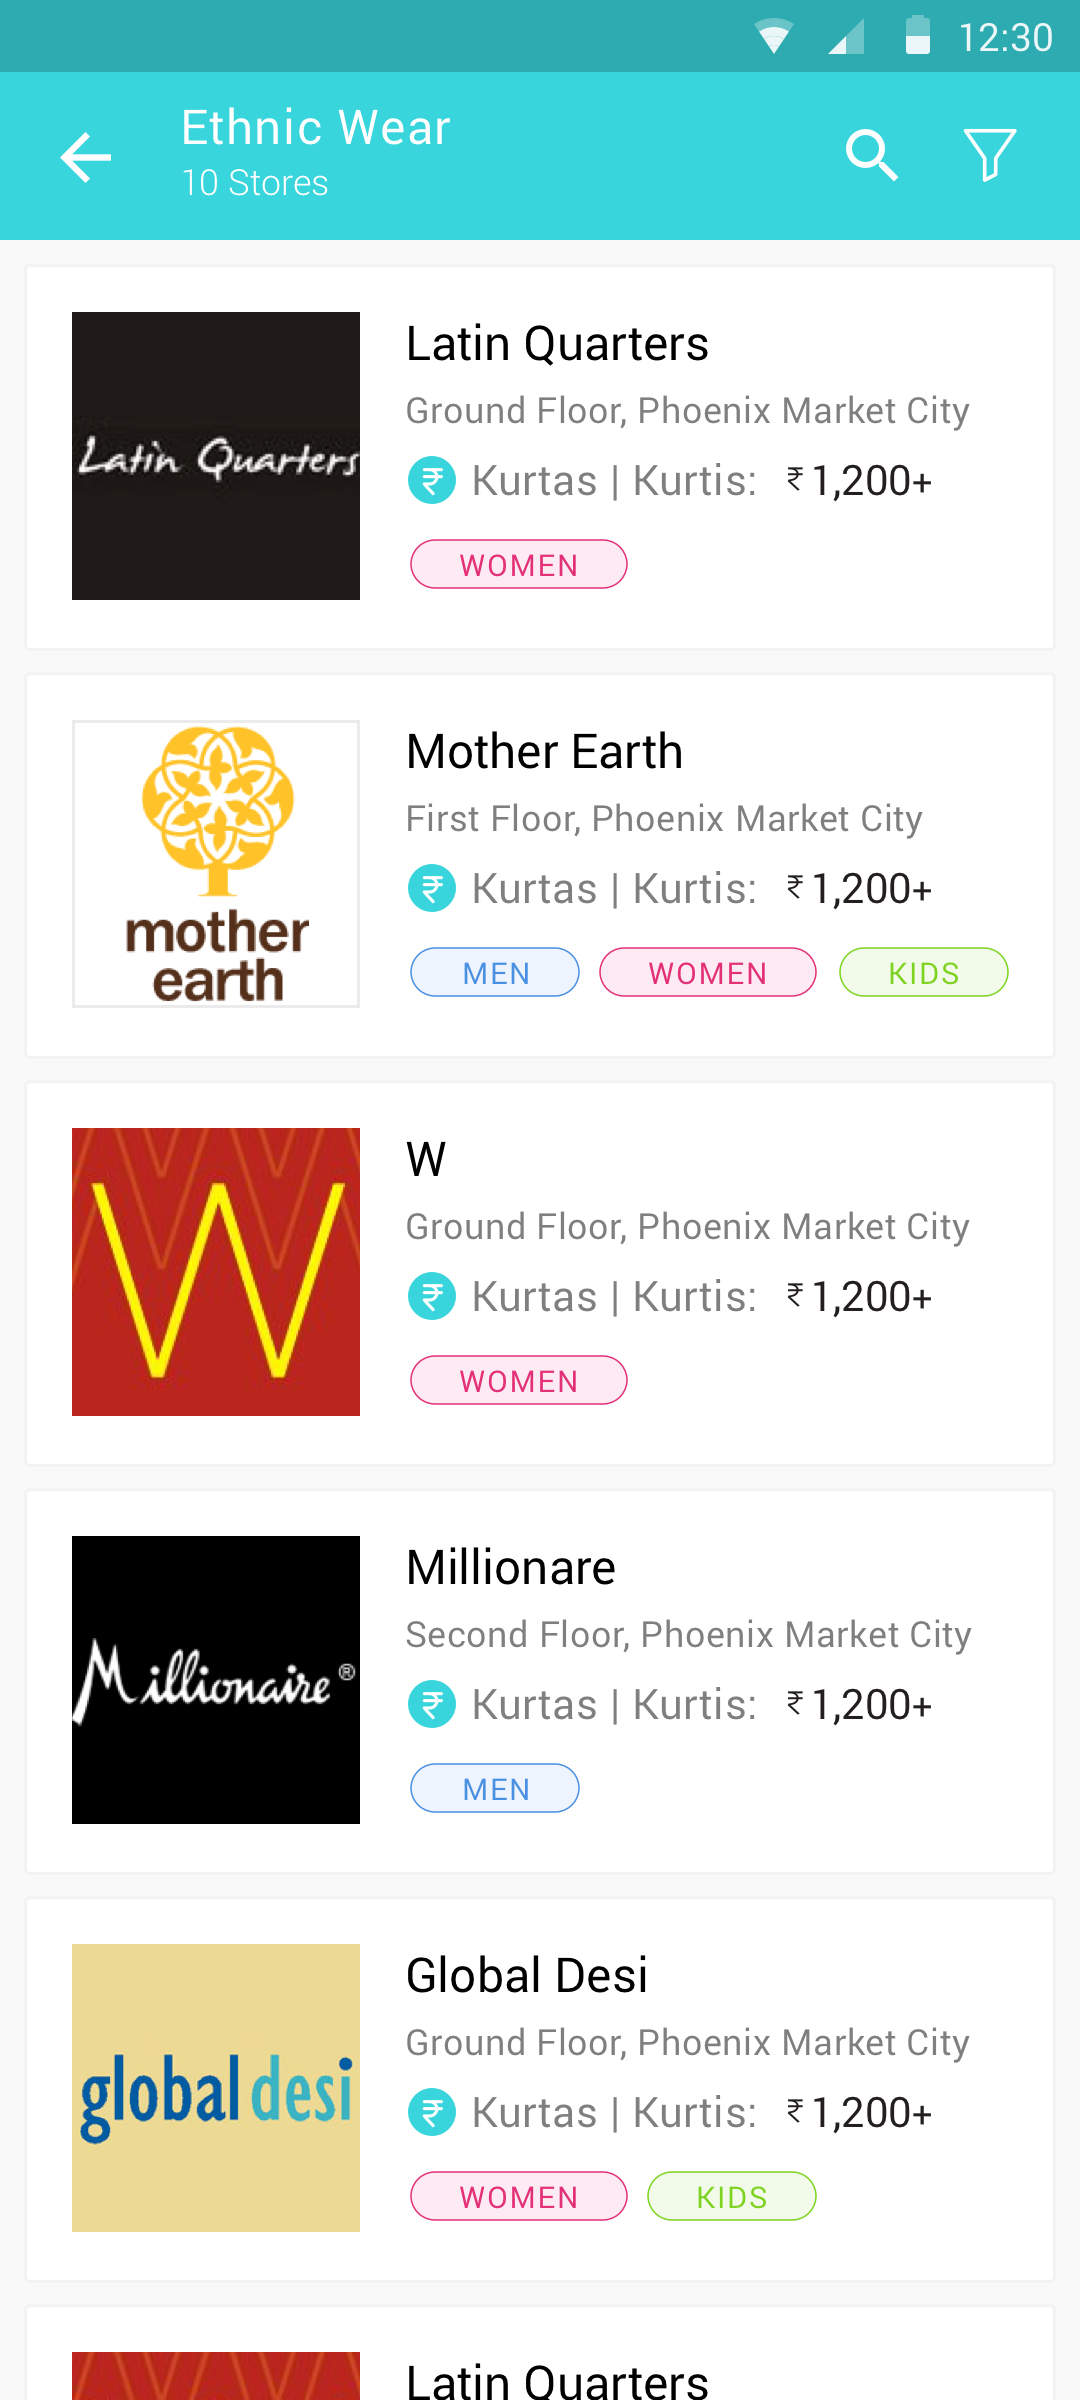 12:30
Ethnic Wear
10 Stores
Latin Quarters
Latin Quarters
Ground Floor, Phoenix Market City
₹ Kurtas | Kurtis: ₹ 1,200+
WOMEN
mother
earth
Mother Earth
First Floor, Phoenix Market City
₹ Kurtas | Kurtis: ₹ 1,200+
MEN WOMEN KIDS
W
W
Ground Floor, Phoenix Market City
₹ Kurtas | Kurtis: ₹ 1,200+
WOMEN
Millionaire®
Millionare
Second Floor, Phoenix Market City
₹ Kurtas | Kurtis: ₹ 1,200+
MEN
global desi
Global Desi
Ground Floor, Phoenix Market City
₹ Kurtas | Kurtis: ₹ 1,200+
WOMEN KIDS
Latin Quarters